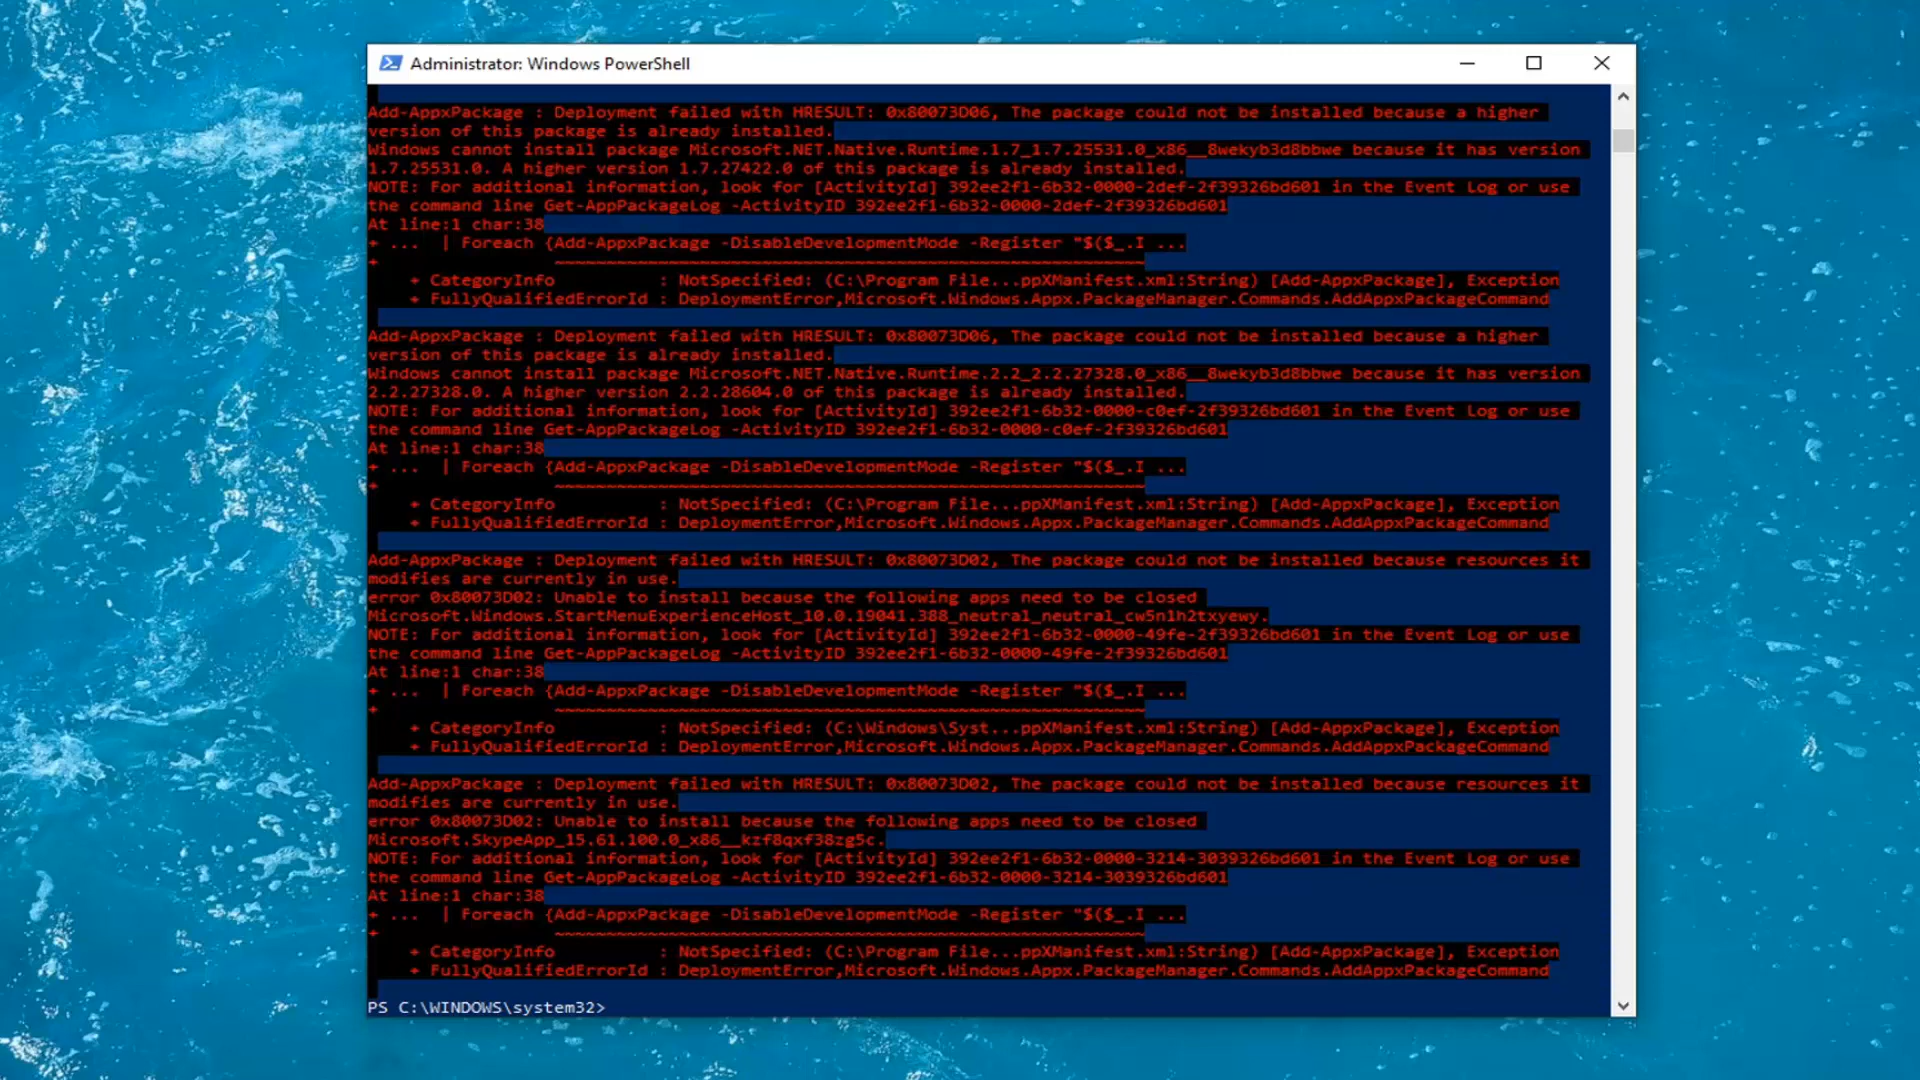 Administrator: Windows PowerShell
Add-AppxPackage : Deployment failed with HRESULT: 0x80073D06, The package could not be installed because a higher
version of this package is already installed.
Windows cannot install package Microsoft.NET.Native.Runtime.1.7_1.7.25531.0_x86__8wekyb3d8bbwe because it has version
1.7.25531.0. A higher version 1.7.27422.0 of this package is already installed.
NOTE: For additional information, look for [ActivityId] 392ee2f1-6b32-0000-2def-2f39326bd601 in the Event Log or use
the command line Get-AppPackageLog -ActivityID 392ee2f1-6b32-0000-2def-2f39326bd601
At line:1 char:38
+ ...  | Foreach {Add-AppxPackage -DisableDevelopmentMode -Register "$($_.I ...
+                 ~~~~~~~~~~~~~~~~~~~~~~~~~~~~~~~~~~~~~~~~~~~~~~~~~~~~~~~~~
    + CategoryInfo          : NotSpecified: (C:\Program File...ppXManifest.xml:String) [Add-AppxPackage], Exception
    + FullyQualifiedErrorId : DeploymentError,Microsoft.Windows.Appx.PackageManager.Commands.AddAppxPackageCommand
Add-AppxPackage : Deployment failed with HRESULT: 0x80073D06, The package could not be installed because a higher
version of this package is already installed.
Windows cannot install package Microsoft.NET.Native.Runtime.2.2_2.2.27328.0_x86__8wekyb3d8bbwe because it has version
2.2.27328.0. A higher version 2.2.28604.0 of this package is already installed.
NOTE: For additional information, look for [ActivityId] 392ee2f1-6b32-0000-c0ef-2f39326bd601 in the Event Log or use
the command line Get-AppPackageLog -ActivityID 392ee2f1-6b32-0000-c0ef-2f39326bd601
At line:1 char:38
+ ...  | Foreach {Add-AppxPackage -DisableDevelopmentMode -Register "$($_.I ...
+                 ~~~~~~~~~~~~~~~~~~~~~~~~~~~~~~~~~~~~~~~~~~~~~~~~~~~~~~~~~
    + CategoryInfo          : NotSpecified: (C:\Program File...ppXManifest.xml:String) [Add-AppxPackage], Exception
    + FullyQualifiedErrorId : DeploymentError,Microsoft.Windows.Appx.PackageManager.Commands.AddAppxPackageCommand
Add-AppxPackage : Deployment failed with HRESULT: 0x80073D02, The package could not be installed because resources it
modifies are currently in use.
error 0x80073D02: Unable to install because the following apps need to be closed
Microsoft.Windows.StartMenuExperienceHost_10.0.19041.388_neutral_neutral_cw5n1h2txyewy.
NOTE: For additional information, look for [ActivityId] 392ee2f1-6b32-0000-49fe-2f39326bd601 in the Event Log or use
the command line Get-AppPackageLog -ActivityID 392ee2f1-6b32-0000-49fe-2f39326bd601
At line:1 char:38
+ ...  | Foreach {Add-AppxPackage -DisableDevelopmentMode -Register "$($_.I ...
+                 ~~~~~~~~~~~~~~~~~~~~~~~~~~~~~~~~~~~~~~~~~~~~~~~~~~~~~~~~~
    + CategoryInfo          : NotSpecified: (C:\Windows\Syst...ppXManifest.xml:String) [Add-AppxPackage], Exception
    + FullyQualifiedErrorId : DeploymentError,Microsoft.Windows.Appx.PackageManager.Commands.AddAppxPackageCommand
Add-AppxPackage : Deployment failed with HRESULT: 0x80073D02, The package could not be installed because resources it
modifies are currently in use.
error 0x80073D02: Unable to install because the following apps need to be closed
Microsoft.SkypeApp_15.61.100.0_x86__kzf8qxf38zg5c.
NOTE: For additional information, look for [ActivityId] 392ee2f1-6b32-0000-3214-3039326bd601 in the Event Log or use
the command line Get-AppPackageLog -ActivityID 392ee2f1-6b32-0000-3214-3039326bd601
At line:1 char:38
+ ...  | Foreach {Add-AppxPackage -DisableDevelopmentMode -Register "$($_.I ...
+                 ~~~~~~~~~~~~~~~~~~~~~~~~~~~~~~~~~~~~~~~~~~~~~~~~~~~~~~~~~
    + CategoryInfo          : NotSpecified: (C:\Program File...ppXManifest.xml:String) [Add-AppxPackage], Exception
    + FullyQualifiedErrorId : DeploymentError,Microsoft.Windows.Appx.PackageManager.Commands.AddAppxPackageCommand
PS C:\WINDOWS\system32>